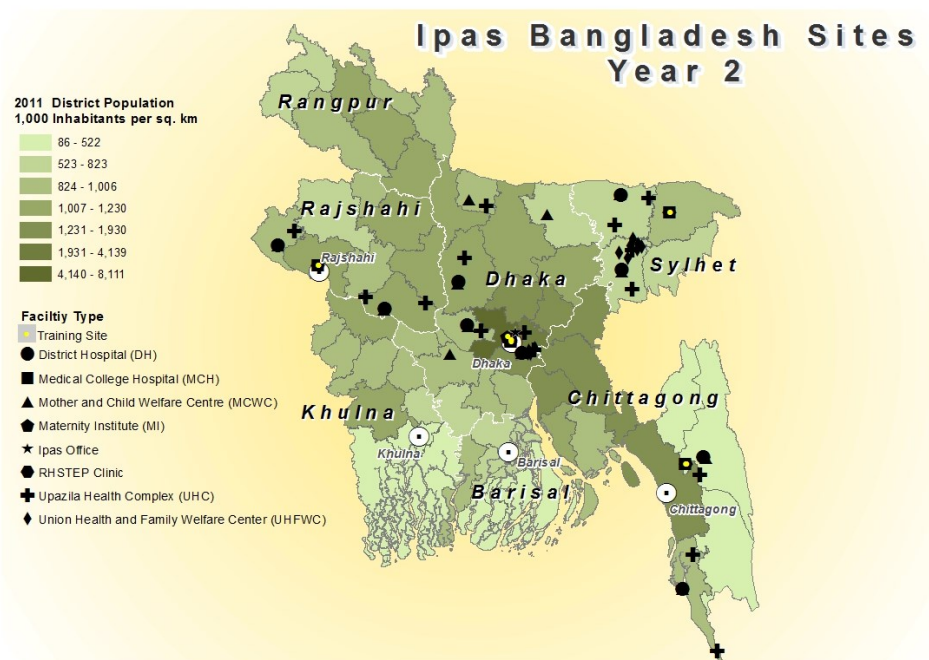 Ipas Bangladesh Sites
Year 2
2011 District Population
1,000 Inhabitants per sq. km
86 - 522
523 - 823
824 - 1,006
1,007 - 1,230
1,231 - 1,930
1,931 - 4,139
4,140 - 8,111
Faciltiy Type
Training Site
District Hospital (DH)
Medical College Hospital (MCH)
Mother and Child Welfare Centre (MCWC)
Maternity Institute (MI)
Ipas Office
RHSTEP Clinic
Upazila Health Complex (UHC)
Union Health and Family Welfare Center (UHFWC)
Rangpur
Rajshahi
Rajshahi
Dhaka
Sylhet
Dhaka
Chittagong
Khulna
Khulna
Barisal
Barisal
Chittagong